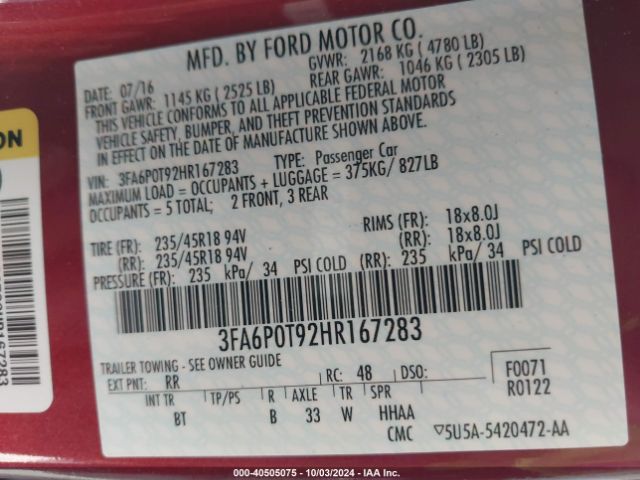 MFD. BY FORD MOTOR CO.
DATE: 07/16 GVWR: 2168 KG ( 4780 LB)
FRONT GAWR: 1145 KG ( 2525 LB) REAR GAWR: 1046 KG ( 2305 LB)
THIS VEHICLE CONFORMS TO ALL APPLICABLE FEDERAL MOTOR
VEHICLE SAFETY, BUMPER, AND THEFT PREVENTION STANDARDS
IN EFFECT ON THE DATE OF MANUFACTURE SHOWN ABOVE.
VIN: 3FA6P0T92HR167283 TYPE: Passenger Car
MAXIMUM LOAD = OCCUPANTS + LUGGAGE = 375KG/ 827LB
OCCUPANTS = 5 TOTAL; 2 FRONT, 3 REAR
TIRE (FR): 235/45R18 94V RIMS (FR): 18x8.0J
(RR): 235/45R18 94V (RR): 18x8.0J
PRESSURE (FR): 235 kPa/ 34 PSI COLD (RR): 235 kPa/ 34 PSI COLD
3FA6P0T92HR167283
TRAILER TOWING - SEE OWNER GUIDE
EXT PNT: RR RC: 48 DSO: F0071
R0122
INT TR TP/PS R AXLE TR SPR
BT B 33 W HHAA
CMC ▽5U5A-5420472-AA
000-40505075 - 10/03/2024 - IAA Inc.